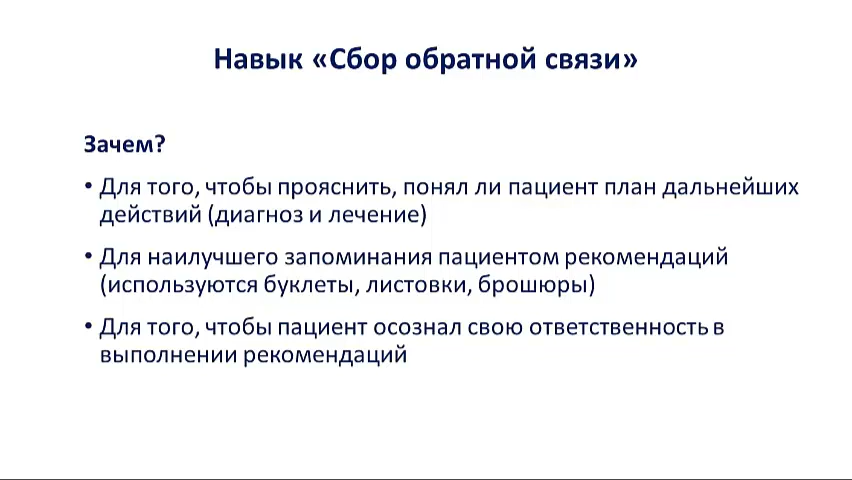 Навык «Сбор обратной связи»
Зачем?
• Для того, чтобы прояснить, понял ли пациент план дальнейших
действий (диагноз и лечение)
• Для наилучшего запоминания пациентом рекомендаций
(используются буклеты, листовки, брошюры)
• Для того, чтобы пациент осознал свою ответственность в
выполнении рекомендаций